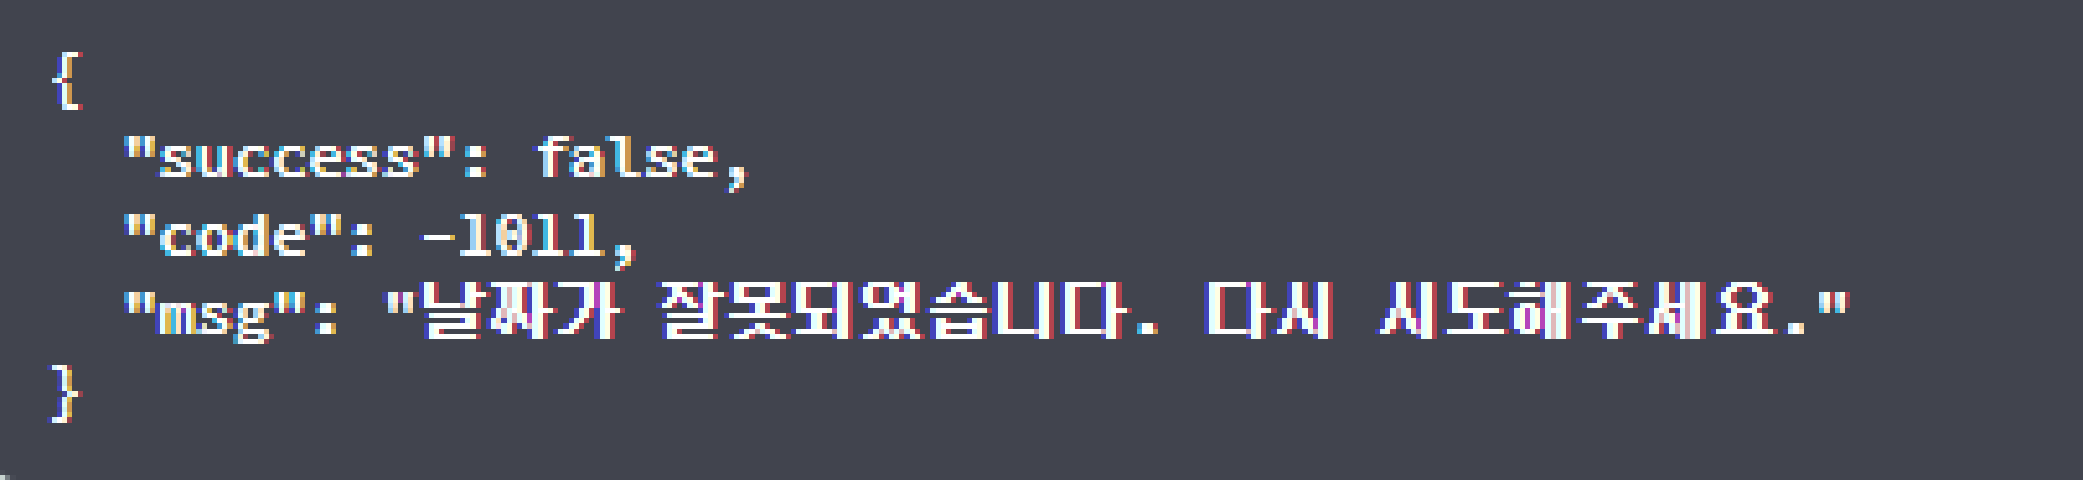 {
"success": false,
"code": -1011,
"msg": "날짜가 잘못되었습니다. 다시 시도해주세요."
}